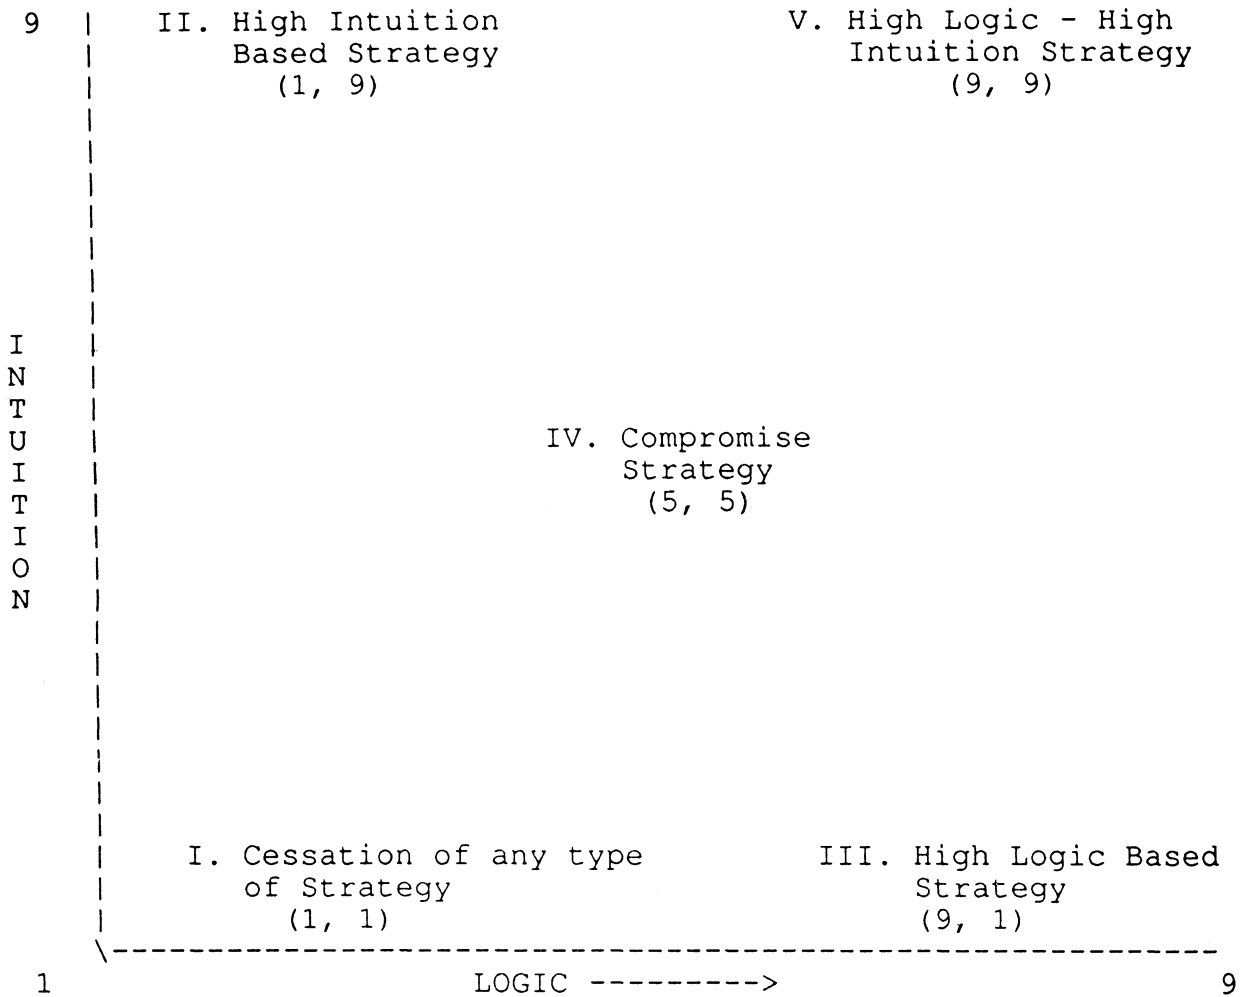 9 II. High Intuition V. High Logic - High
Based Strategy Intuition Strategy
(1, 9) (9, 9)
I
N
T
U
I
T
I
O
N
IV. Compromise
Strategy
(5, 5)
I. Cessation of any type III. High Logic Based
of Strategy Strategy
(1, 1) (9, 1)
1 LOGIC ---------> 9